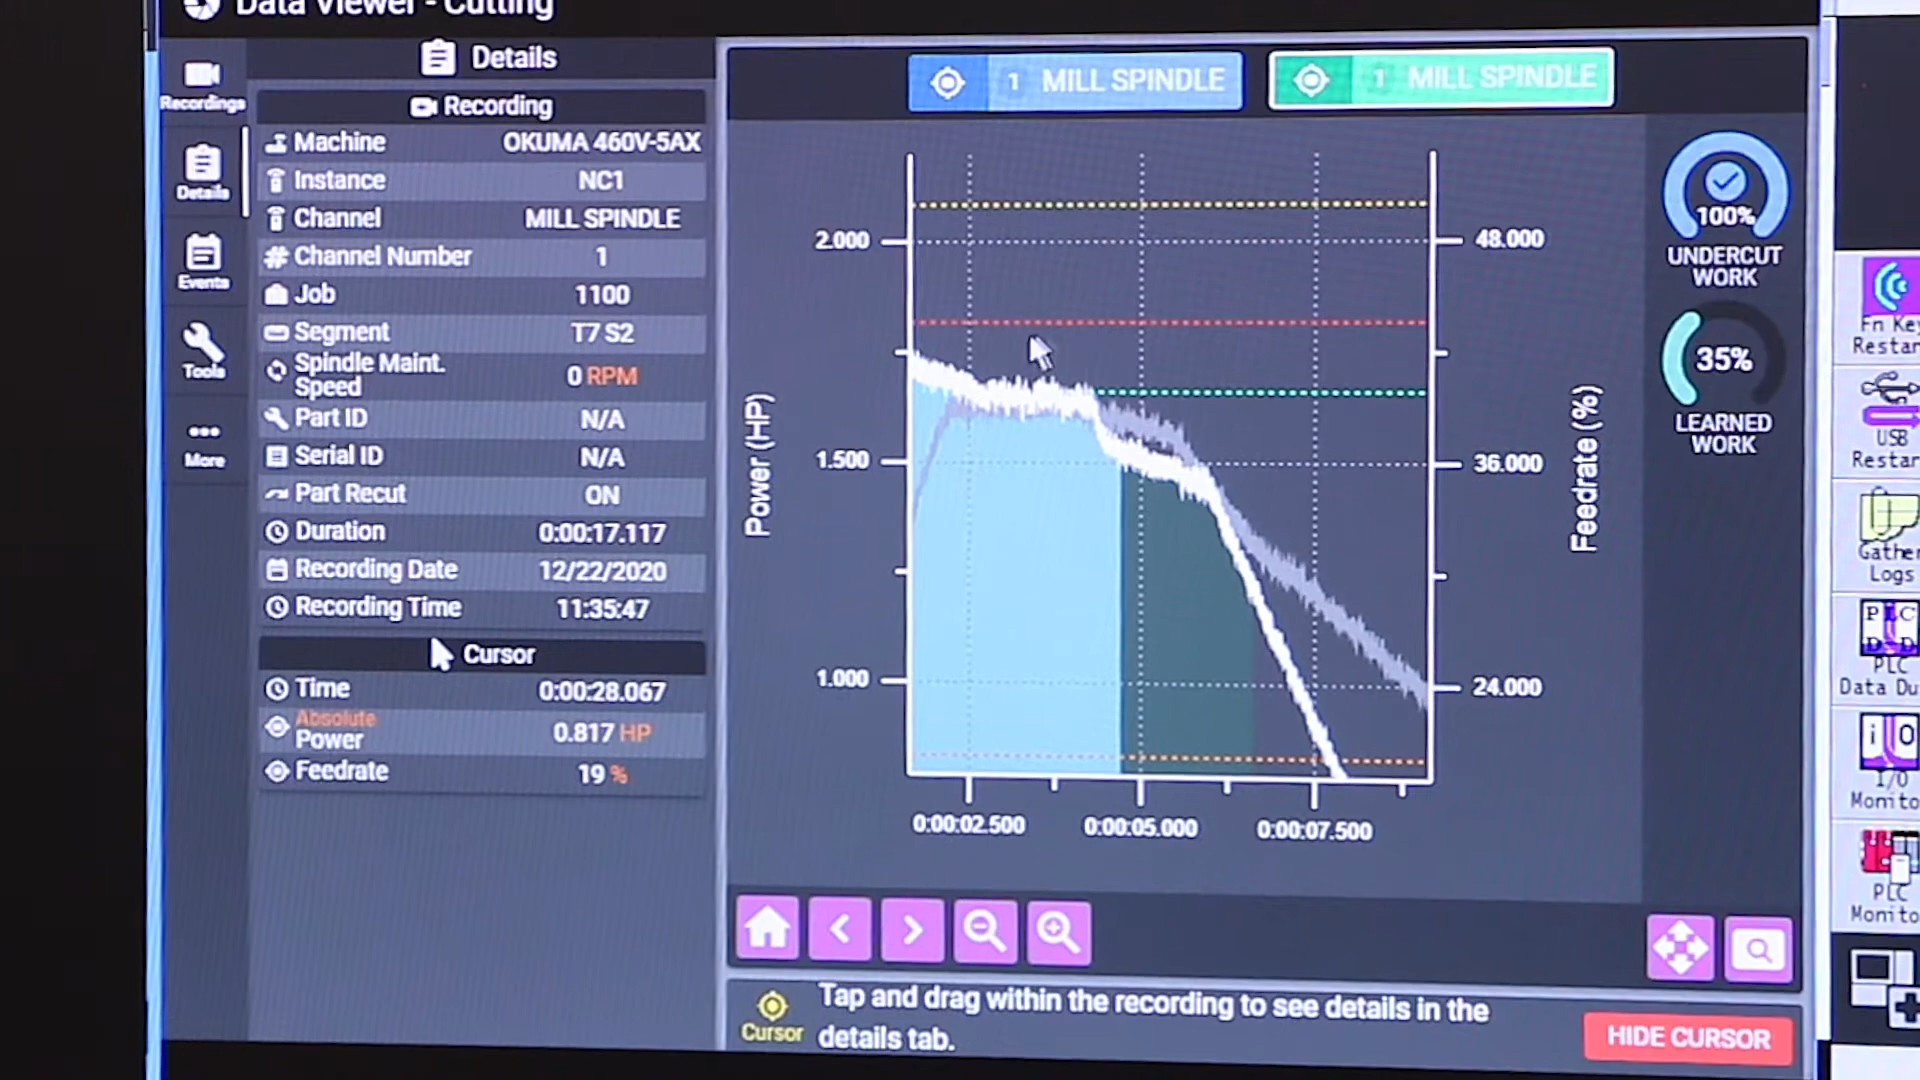 Data Viewer - Cutting
Recordings
Details
Events
Tools
More
Details
Recording
Machine OKUMA 460V-5AX
Instance NC1
Channel MILL SPINDLE
Channel Number 1
Job 1100
Segment T7 S2
Spindle Maint.
Speed 0 RPM
Part ID N/A
Serial ID N/A
Part Recut ON
Duration 0:00:17.117
Recording Date 12/22/2020
Recording Time 11:35:47
Cursor
Time 0:00:28.067
Absolute
Power 0.817 HP
Feedrate 19 %
1 MILL SPINDLE
1 MILL SPINDLE
Power (HP)
2.000
1.500
1.000
48.000
36.000
24.000
Feedrate (%)
0:00:02.500 0:00:05.000 0:00:07.500
100%
UNDERCUT
WORK
35%
LEARNED
WORK
Cursor
Tap and drag within the recording to see details in the
details tab.
HIDE CURSOR
Fn Key
Restar
USB
Restar
Gather
Logs
PLC
PLC
Data Du
I/O
I/O
Monito
PLC
Monito